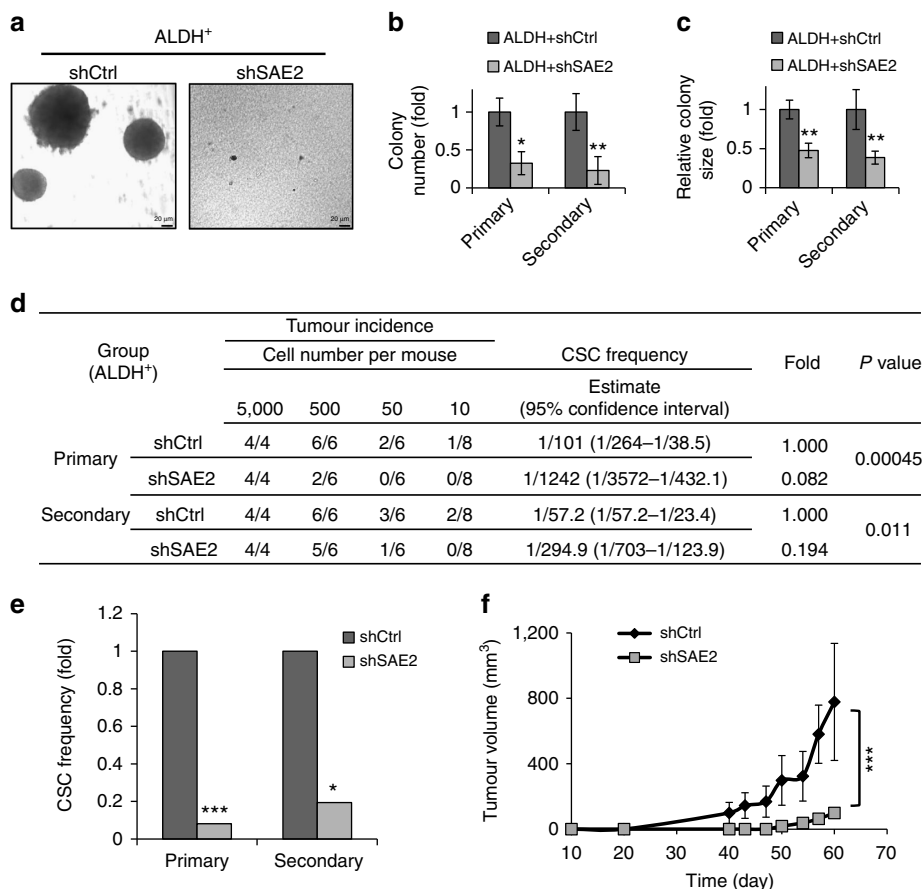 a
ALDH+
shCtrl
shSAE2
20 µm
20 µm
b
ALDH+shCtrl
ALDH+shSAE2
Colony
number (fold)
1
0.5
0
*
**
Primary
Secondary
c
ALDH+shCtrl
ALDH+shSAE2
Relative colony
size (fold)
1
0.5
0
**
**
Primary
Secondary
d
Group
(ALDH+)
Tumour incidence
Cell number per mouse
5,000 500 50 10
CSC frequency
Estimate
(95% confidence interval)
Fold
P value
Primary
shCtrl 4/4 6/6 2/6 1/8 1/101 (1/264–1/38.5) 1.000
0.00045
shSAE2 4/4 2/6 0/6 0/8 1/1242 (1/3572–1/432.1) 0.082
Secondary shCtrl 4/4 6/6 3/6 2/8 1/57.2 (1/57.2–1/23.4) 1.000
0.011
shSAE2 4/4 5/6 1/6 0/8 1/294.9 (1/703–1/123.9) 0.194
e
CSC frequency (fold)
1.2
1
0.8
0.6
0.4
0.2
0
shCtrl
shSAE2
***
*
Primary
Secondary
f
Tumour volume (mm3)
1,200
800
400
0
shCtrl
shSAE2
***
10 20 30 40 50 60 70
Time (day)